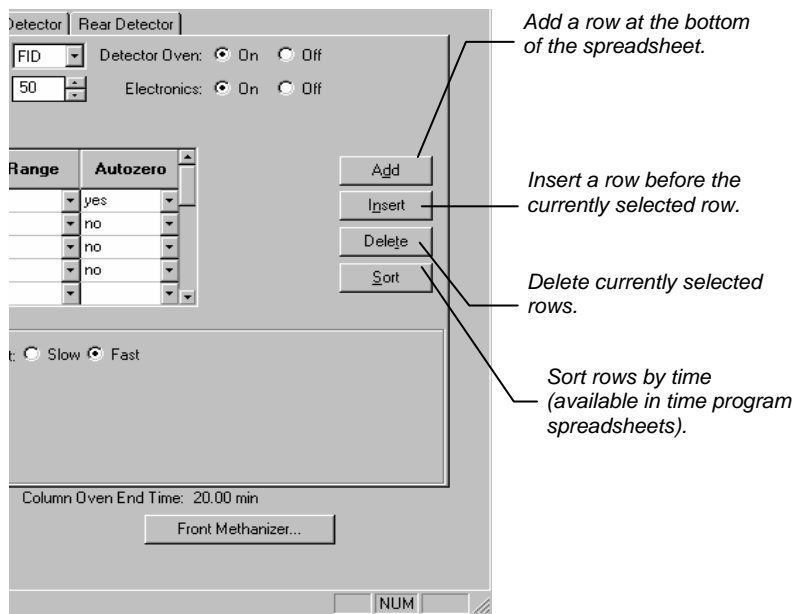 Detector Rear Detector
FID Detector Oven: On Off
50 Electronics: On Off
Range Autozero
yes
no
no
no
Add
Insert
Delete
Sort
t: Slow Fast
Column Oven End Time: 20.00 min
Front Methanizer...
NUM
Add a row at the bottom
of the spreadsheet.
Insert a row before the
currently selected row.
Delete currently selected
rows.
Sort rows by time
(available in time program
spreadsheets).